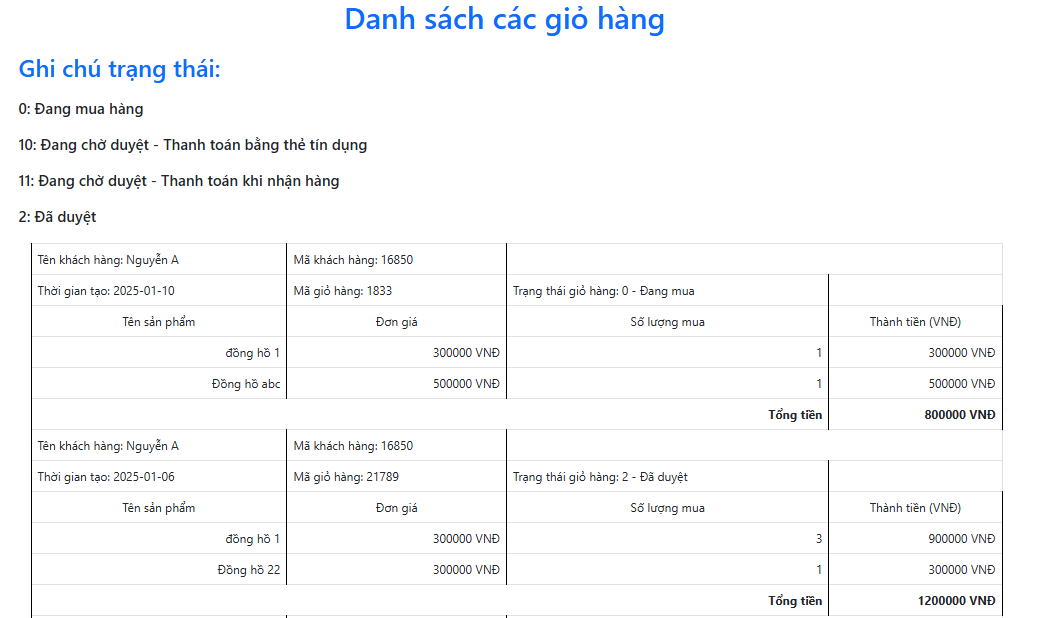 Danh sách các giỏ hàng
Ghi chú trạng thái:
0: Đang mua hàng
10: Đang chờ duyệt - Thanh toán bằng thẻ tín dụng
11: Đang chờ duyệt - Thanh toán khi nhận hàng
2: Đã duyệt
Tên khách hàng: Nguyễn A Mã khách hàng: 16850
Thời gian tạo: 2025-01-10 Mã giỏ hàng: 1833 Trạng thái giỏ hàng: 0 - Đang mua
Tên sản phẩm Đơn giá Số lượng mua Thành tiền (VNĐ)
đồng hồ 1 300000 VNĐ 1 300000 VNĐ
Đồng hồ abc 500000 VNĐ 1 500000 VNĐ
Tổng tiền 800000 VNĐ
Tên khách hàng: Nguyễn A Mã khách hàng: 16850
Thời gian tạo: 2025-01-06 Mã giỏ hàng: 21789 Trạng thái giỏ hàng: 2 - Đã duyệt
Tên sản phẩm Đơn giá Số lượng mua Thành tiền (VNĐ)
đồng hồ 1 300000 VNĐ 3 900000 VNĐ
Đồng hồ 22 300000 VNĐ 1 300000 VNĐ
Tổng tiền 1200000 VNĐ